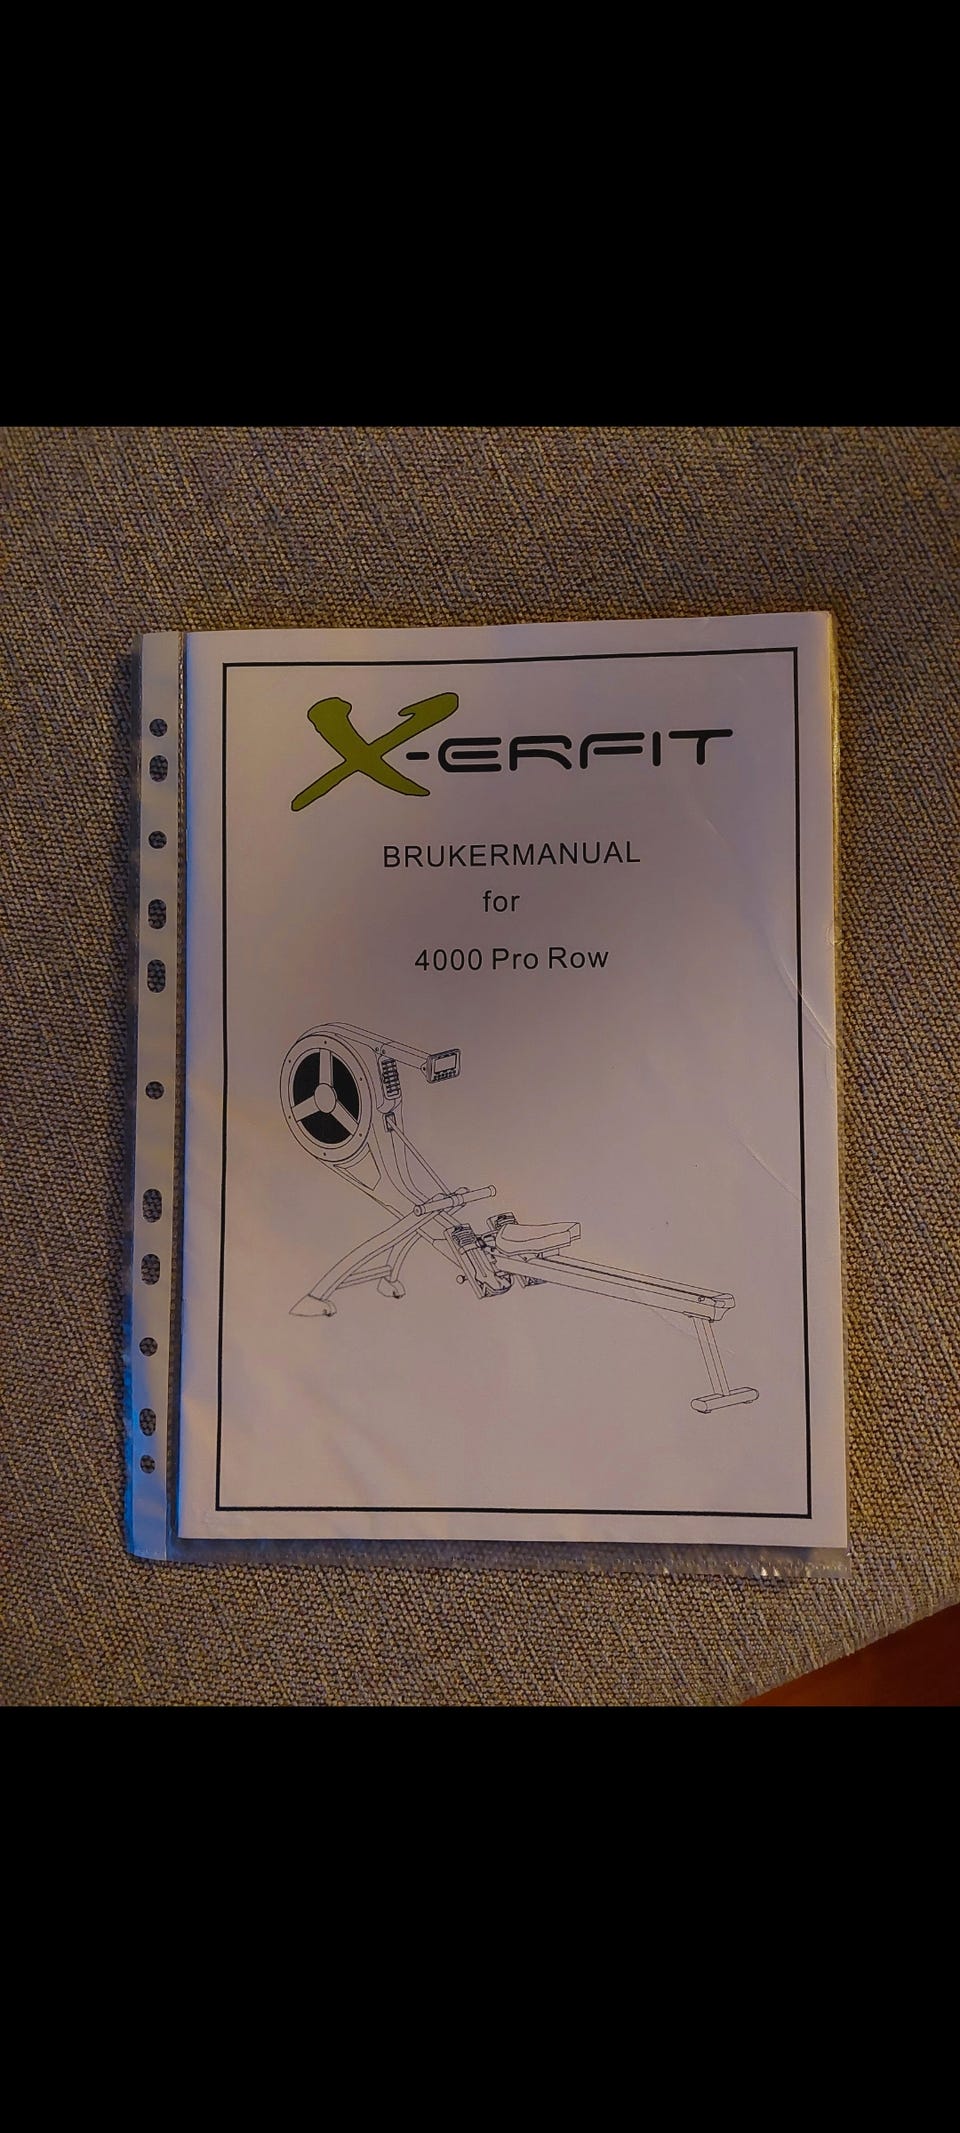 X-ERFIT
BRUKERMANUAL
for
4000 Pro Row